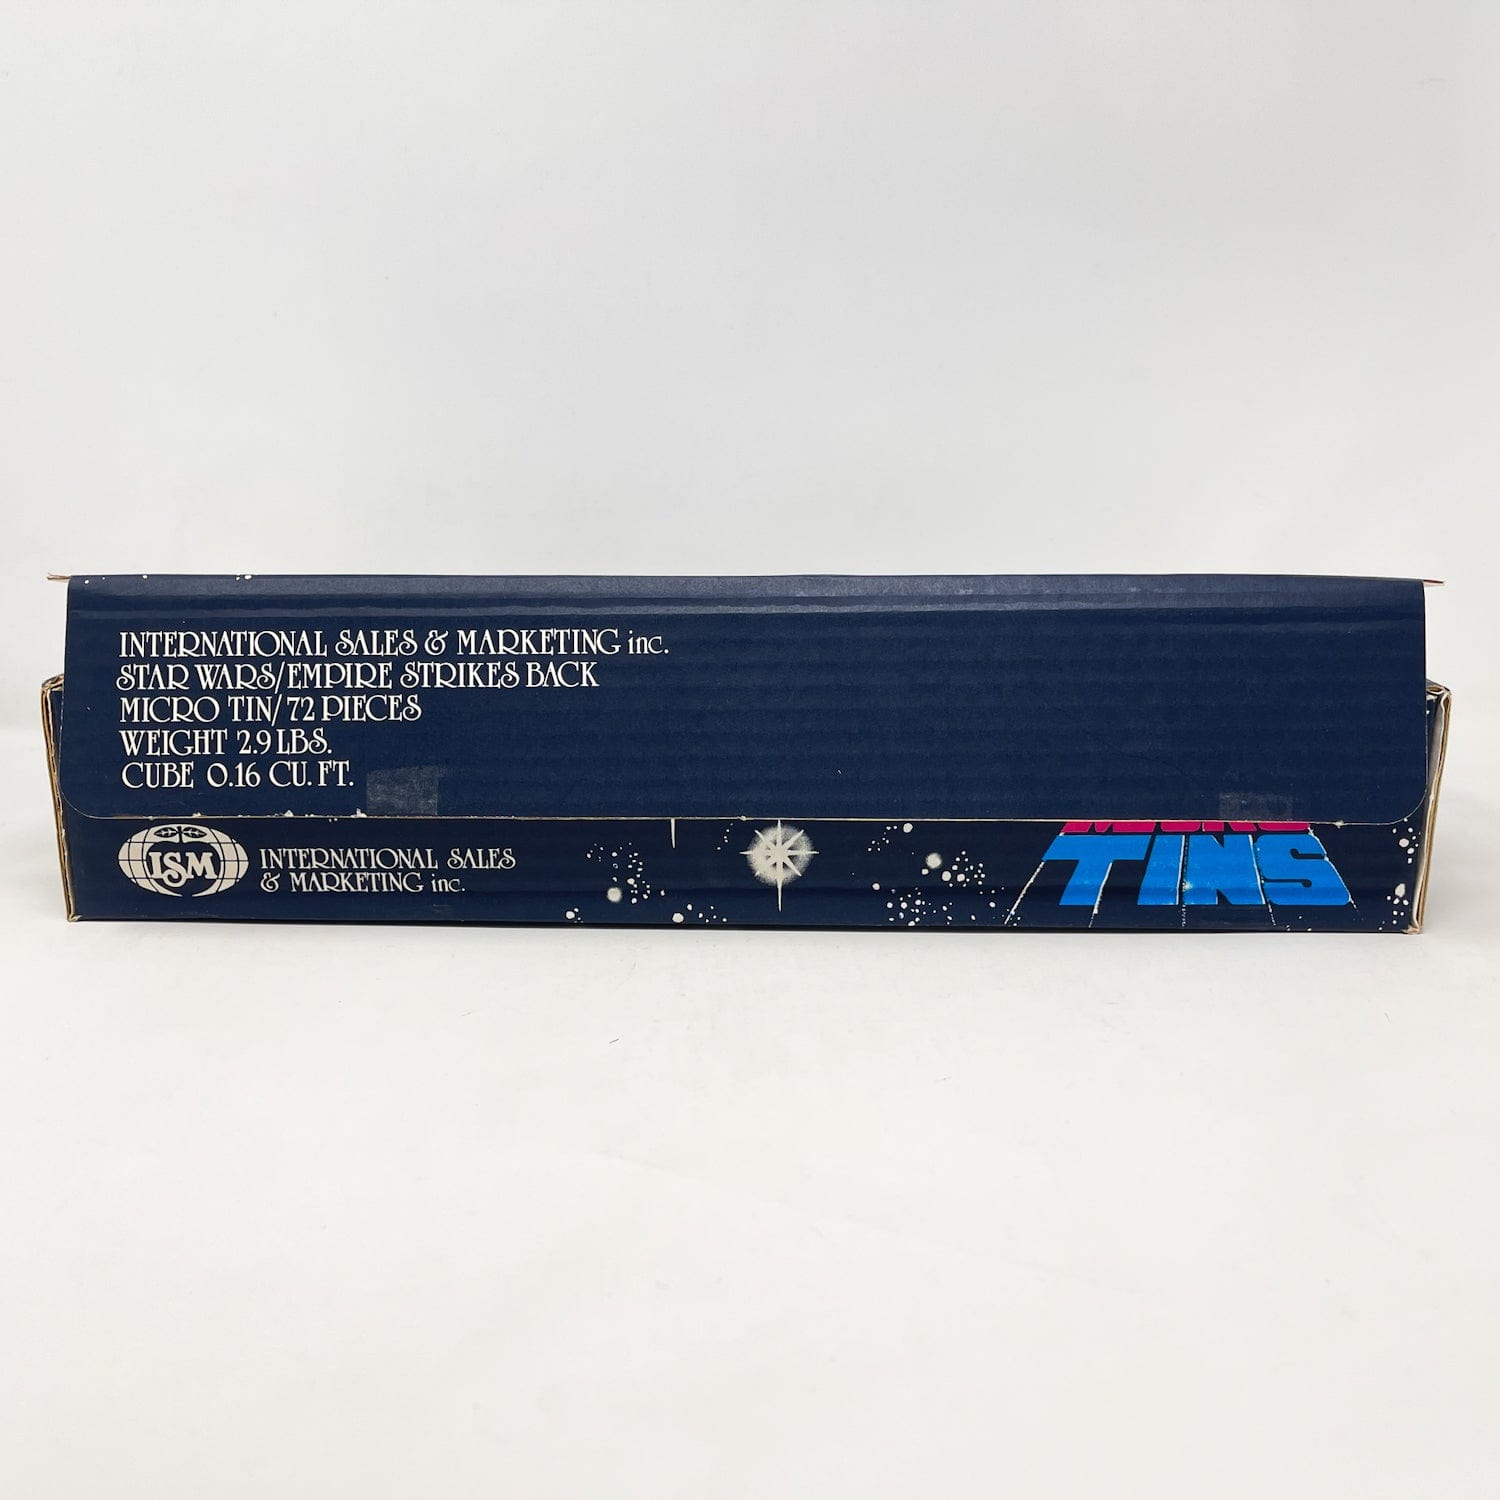 INTERNATIONAL SALES & MARKETING inc.
STAR WARS/EMPIRE STRIKES BACK
MICRO TIN/72 PIECES
WEIGHT 2.9 LBS.
CUBE 0.16 CU. FT.
ISM
INTERNATIONAL SALES
& MARKETING inc.
TINS